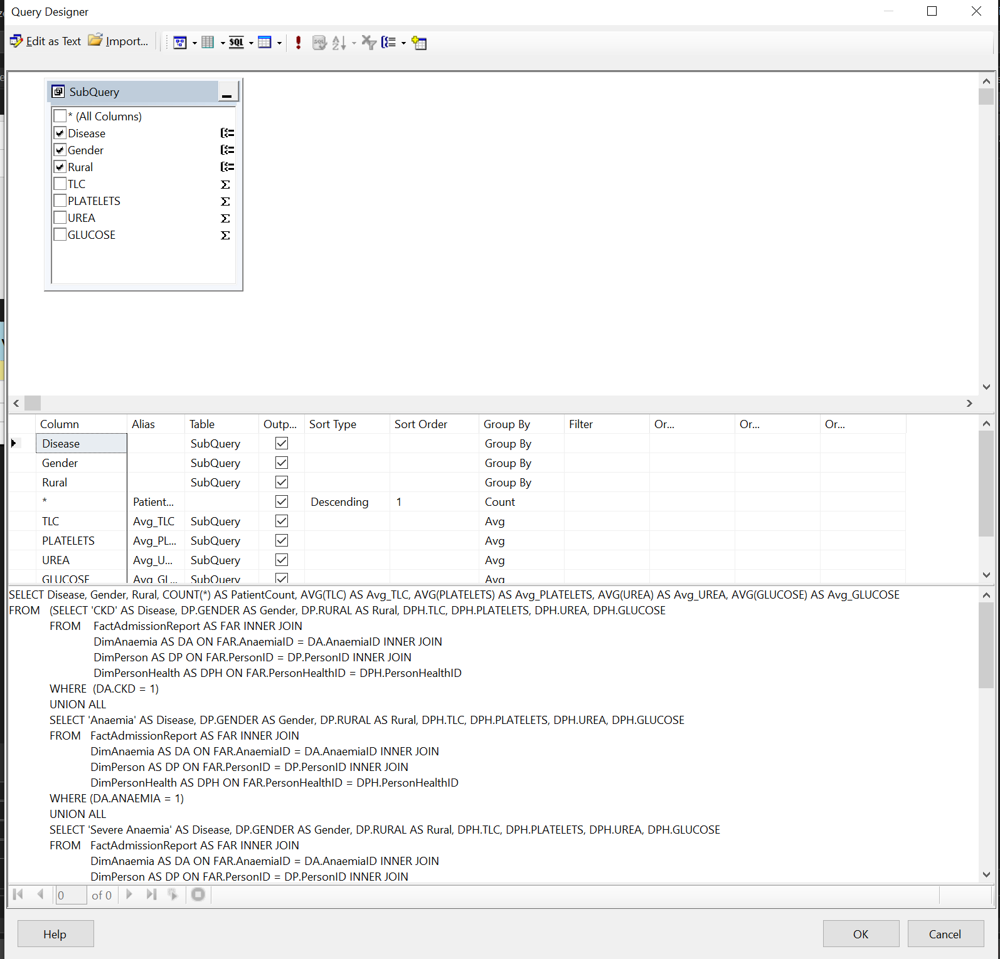 Query Designer
Edit as Text Import... SQL
SubQuery
* (All Columns)
Disease
Gender
Rural
TLC
PLATELETS
UREA
GLUCOSE
Column Alias Table Outp... Sort Type Sort Order Group By Filter Or... Or... Or...
Disease SubQuery Group By
Gender SubQuery Group By
Rural SubQuery Group By
* Patient... Descending 1 Count
TLC Avg_TLC SubQuery Avg
PLATELETS Avg_PL... SubQuery Avg
UREA Avg_U... SubQuery Avg
GLUCOSE Avg_GL... SubQuery Avg
SELECT Disease, Gender, Rural, COUNT(*) AS PatientCount, AVG(TLC) AS Avg_TLC, AVG(PLATELETS) AS Avg_PLATELETS, AVG(UREA) AS Avg_UREA, AVG(GLUCOSE) AS Avg_GLUCOSE
FROM (SELECT 'CKD' AS Disease, DP.GENDER AS Gender, DP.RURAL AS Rural, DPH.TLC, DPH.PLATELETS, DPH.UREA, DPH.GLUCOSE
FROM FactAdmissionReport AS FAR INNER JOIN
DimAnaemia AS DA ON FAR.AnaemiaID = DA.AnaemiaID INNER JOIN
DimPerson AS DP ON FAR.PersonID = DP.PersonID INNER JOIN
DimPersonHealth AS DPH ON FAR.PersonHealthID = DPH.PersonHealthID
WHERE (DA.CKD = 1)
UNION ALL
SELECT 'Anaemia' AS Disease, DP.GENDER AS Gender, DP.RURAL AS Rural, DPH.TLC, DPH.PLATELETS, DPH.UREA, DPH.GLUCOSE
FROM FactAdmissionReport AS FAR INNER JOIN
DimAnaemia AS DA ON FAR.AnaemiaID = DA.AnaemiaID INNER JOIN
DimPerson AS DP ON FAR.PersonID = DP.PersonID INNER JOIN
DimPersonHealth AS DPH ON FAR.PersonHealthID = DPH.PersonHealthID
WHERE (DA.ANAEMIA = 1)
UNION ALL
SELECT 'Severe Anaemia' AS Disease, DP.GENDER AS Gender, DP.RURAL AS Rural, DPH.TLC, DPH.PLATELETS, DPH.UREA, DPH.GLUCOSE
FROM FactAdmissionReport AS FAR INNER JOIN
DimAnaemia AS DA ON FAR.AnaemiaID = DA.AnaemiaID INNER JOIN
DimPerson AS DP ON FAR.PersonID = DP.PersonID INNER JOIN
0 of 0
Help OK Cancel